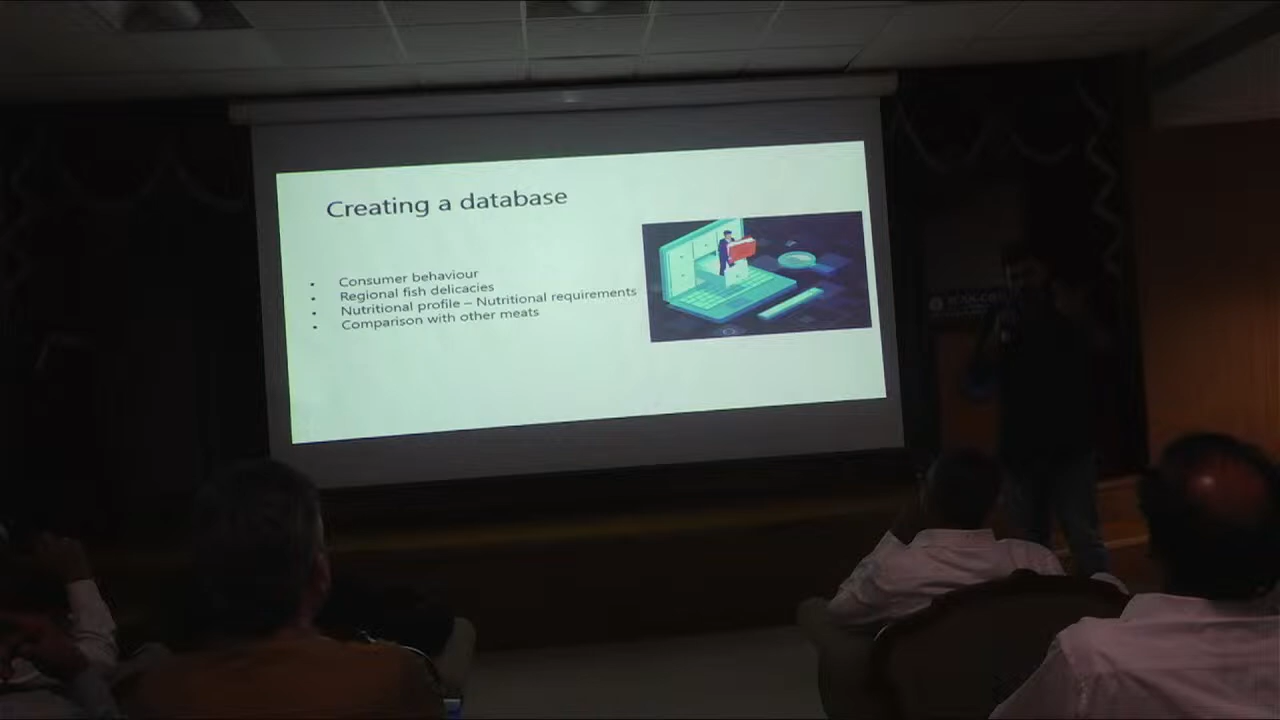 Creating a database
• Consumer behaviour
• Regional fish delicacies
• Nutritional profile – Nutritional requirements
• Comparison with other meats